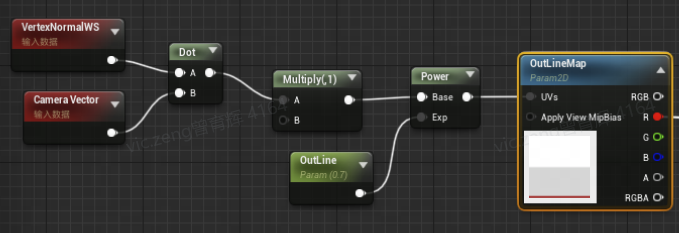 VertexNormalWS
输入数据
Camera Vector
输入数据
Dot
A
B
Multiply(,1)
A
B
OutLine
Param (0.7)
Power
Base
Exp
OutLineMap
Param2D
UVs
RGB
Apply View MipBias
R
G
B
A
RGBA